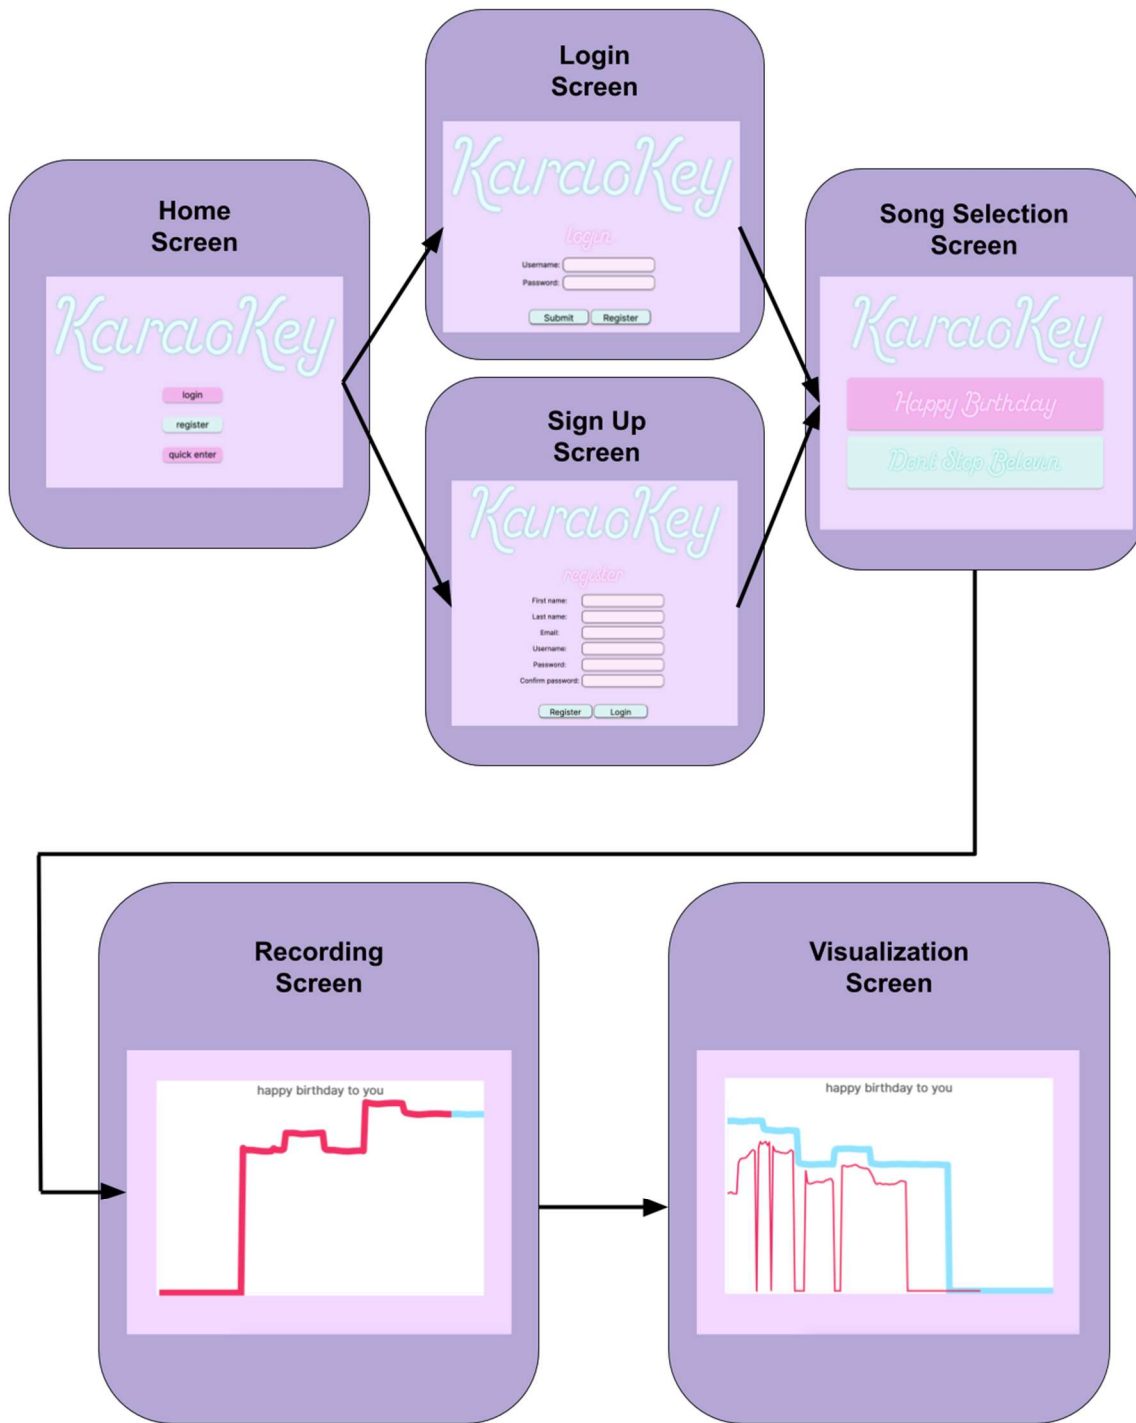 Home
Screen
KaraoKey
login
register
quick enter
Login
Screen
KaraoKey
login
Username:
Password:
Submit Register
Sign Up
Screen
KaraoKey
register
First name:
Last name:
Email:
Username:
Password:
Confirm password:
Register Login
Song Selection
Screen
KaraoKey
Happy Birthday
Dont Stop Belevin
Recording
Screen
happy birthday to you
Visualization
Screen
happy birthday to you